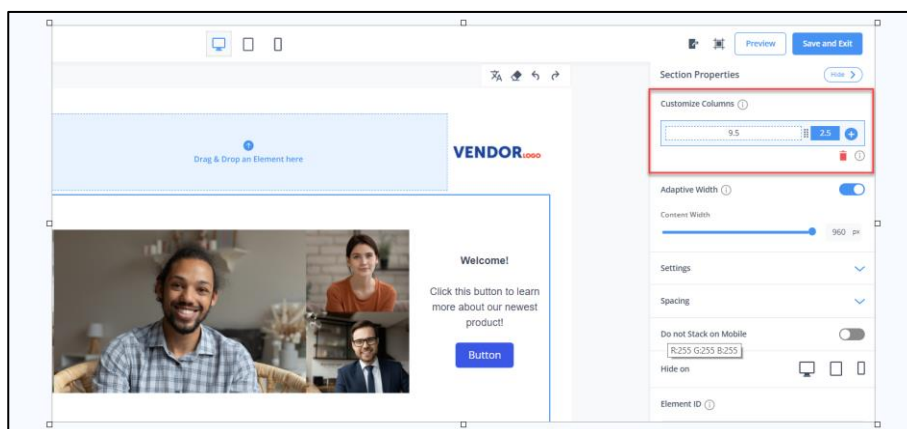 Preview
Save and Exit
Section Properties
Hide
Customize Columns
9.5
2.5
Drag & Drop an Element here
VENDOR LOGO
Adaptive Width
Content Width
960 px
Welcome!
Click this button to learn
more about our newest
product!
Button
Settings
Spacing
Do not Stack on Mobile
R:255 G:255 B:255
Hide on
Element ID